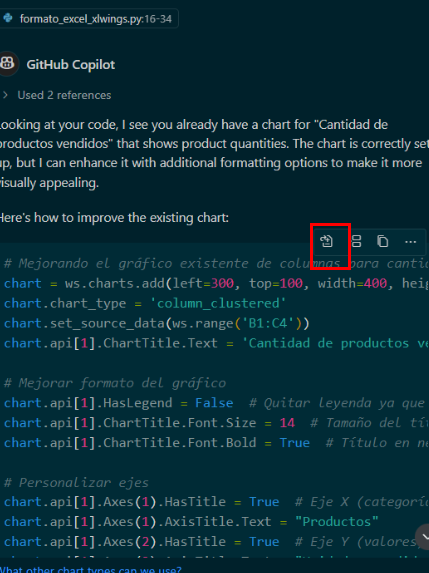 formato_excel_xlwings.py:16-34
GitHub Copilot
Used 2 references
Looking at your code, I see you already have a chart for "Cantidad de
productos vendidos" that shows product quantities. The chart is correctly set
up, but I can enhance it with additional formatting options to make it more
visually appealing.
Here's how to improve the existing chart:
# Mejorando el gráfico existente de columnas para cantid
chart = ws.charts.add(left=300, top=100, width=400, heig
chart.chart_type = 'column_clustered'
chart.set_source_data(ws.range('B1:C4'))
chart.api[1].ChartTitle.Text = 'Cantidad de productos ve
# Mejorar formato del gráfico
chart.api[1].HasLegend = False # Quitar leyenda ya que
chart.api[1].ChartTitle.Font.Size = 14 # Tamaño del tít
chart.api[1].ChartTitle.Font.Bold = True # Título en ne
# Personalizar ejes
chart.api[1].Axes(1).HasTitle = True # Eje X (categoría
chart.api[1].Axes(1).AxisTitle.Text = "Productos"
chart.api[1].Axes(2).HasTitle = True # Eje Y (valores
What other chart types can we use?